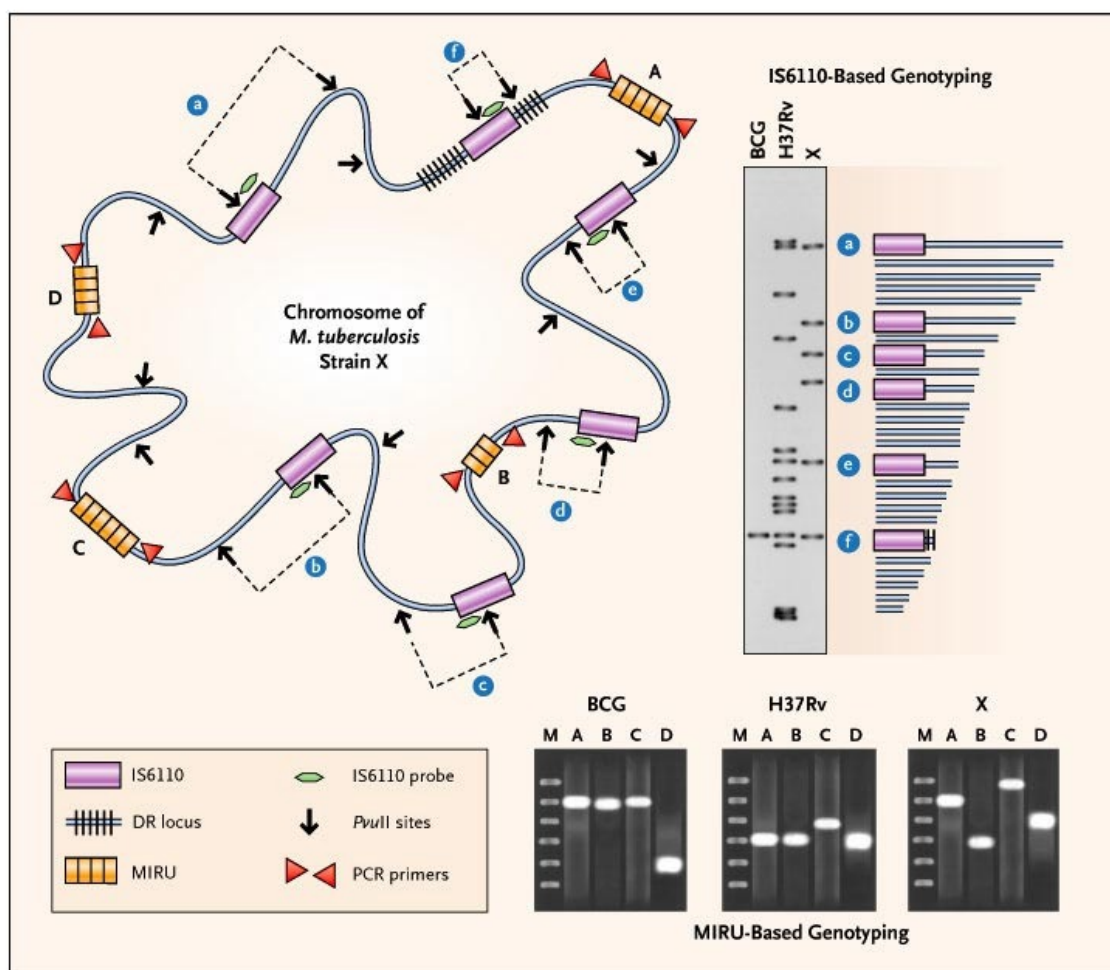 f
A
a
IS6110-Based Genotyping
BCG
H37Rv
X
a
D
e
Chromosome of
M. tuberculosis
Strain X
b
c
d
B
d
e
C
b
f
c
BCG
H37Rv
X
M A B C D
M A B C D
M A B C D
IS6110
IS6110 probe
DR locus
PvuII sites
MIRU
PCR primers
MIRU-Based Genotyping